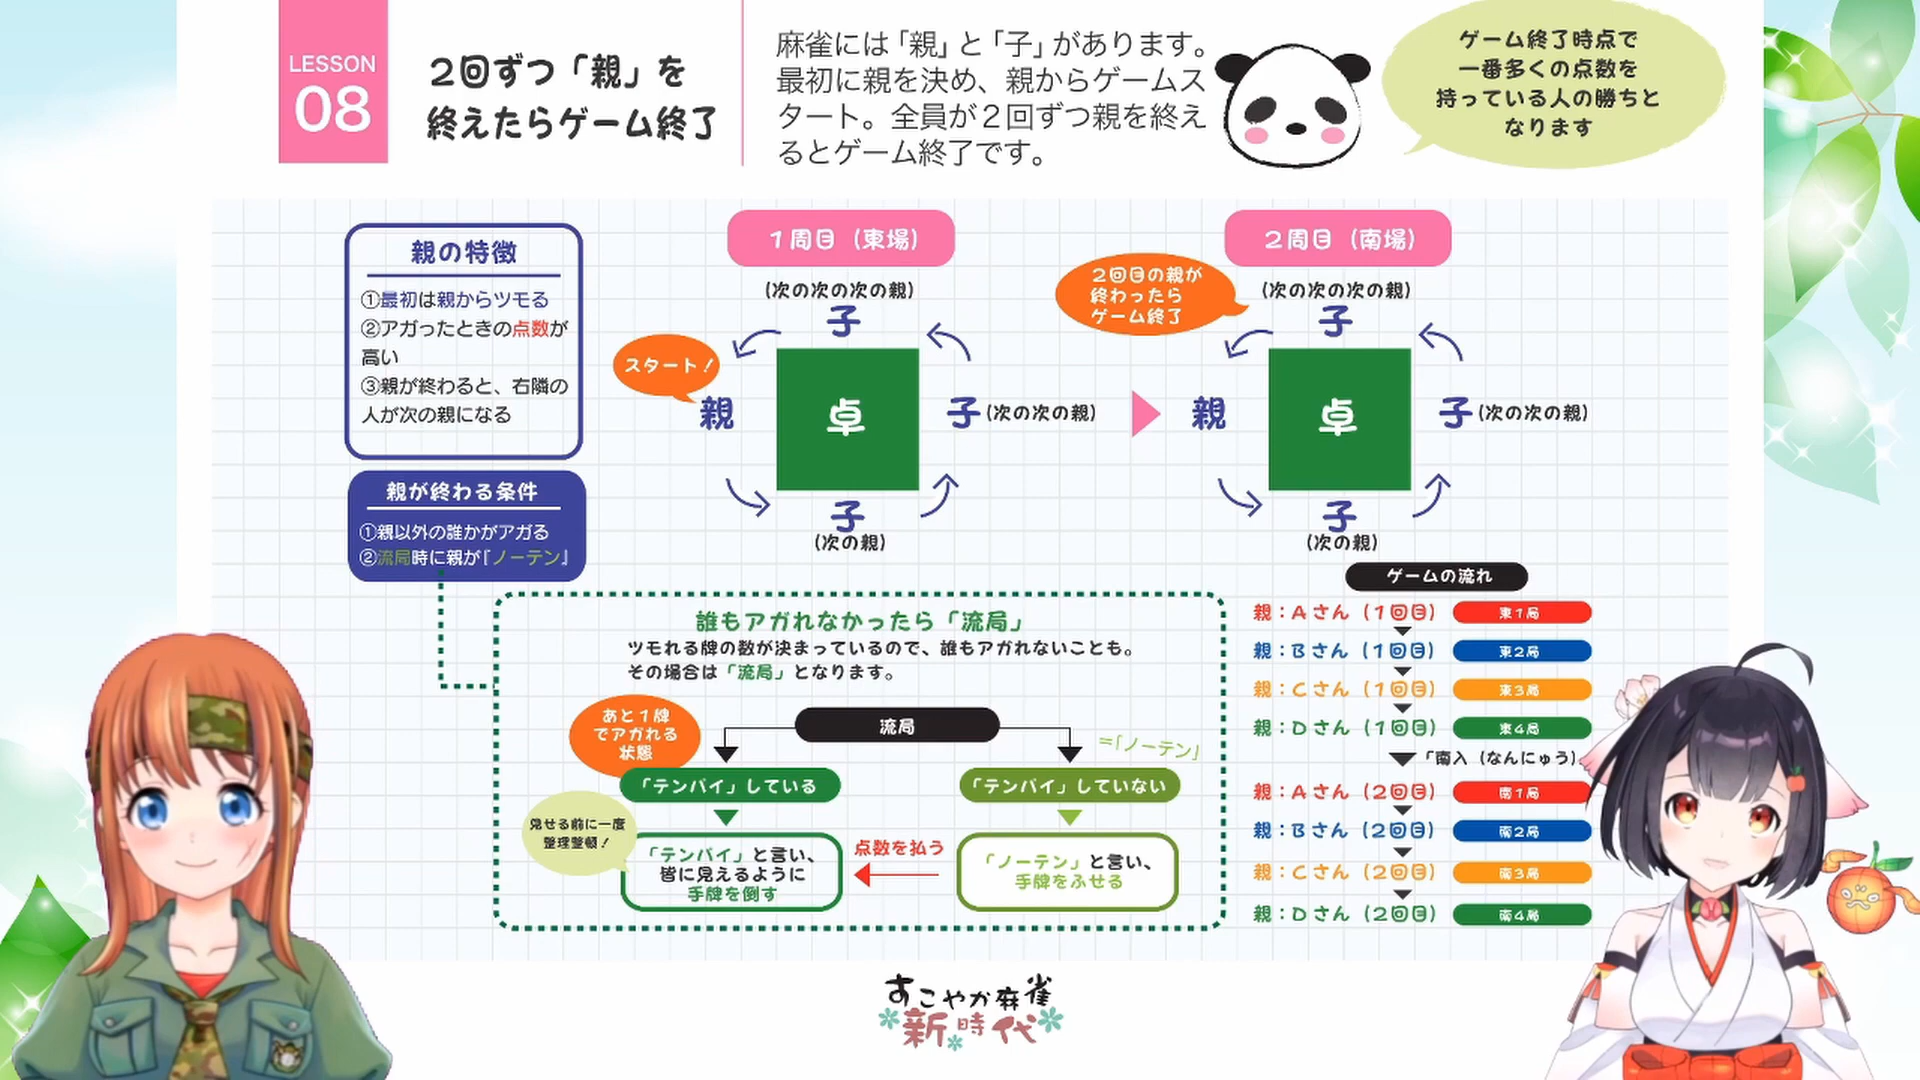 LESSON
08
2回ずつ「親」を
終えたらゲーム終了
麻雀には「親」と「子」があります。
最初に親を決め、親からゲームス
タート。全員が2回ずつ親を終え
るとゲーム終了です。
ゲーム終了時点で
一番多くの点数を
持っている人の勝ちと
なります
親の特徴
①最初は親からツモる
②アガったときの点数が
高い
③親が終わると、右隣の
人が次の親になる
親が終わる条件
①親以外の誰かがアガる
②流局時に親が『ノーテン』
1周目（東場）
(次の次の次の親)
子
スタート！
親
卓
子(次の次の親)
子
(次の親)
2周目（南場）
2回目の親が
終わったら
ゲーム終了
(次の次の次の親)
子
親
卓
子(次の次の親)
子
(次の親)
誰もアガれなかったら「流局」
ツモれる牌の数が決まっているので、誰もアガれないことも。
その場合は「流局」となります。
流局
あと1牌
でアガれる
状態
「テンパイ」している
見せる前に一度
整理整頓！
「テンパイ」と言い、
皆に見えるように
手牌を倒す
点数を払う
=「ノーテン」
「テンパイ」していない
「ノーテン」と言い、
手牌をふせる
ゲームの流れ
親：Aさん（1回目） 東1局
親：Bさん（1回目） 東2局
親：Cさん（1回目） 東3局
親：Dさん（1回目） 東4局
「南入（なんにゅう）
親：Aさん（2回目） 南1局
親：Bさん（2回目） 南2局
親：Cさん（2回目） 南3局
親：Dさん（2回目） 南4局
すこやか麻雀
新時代